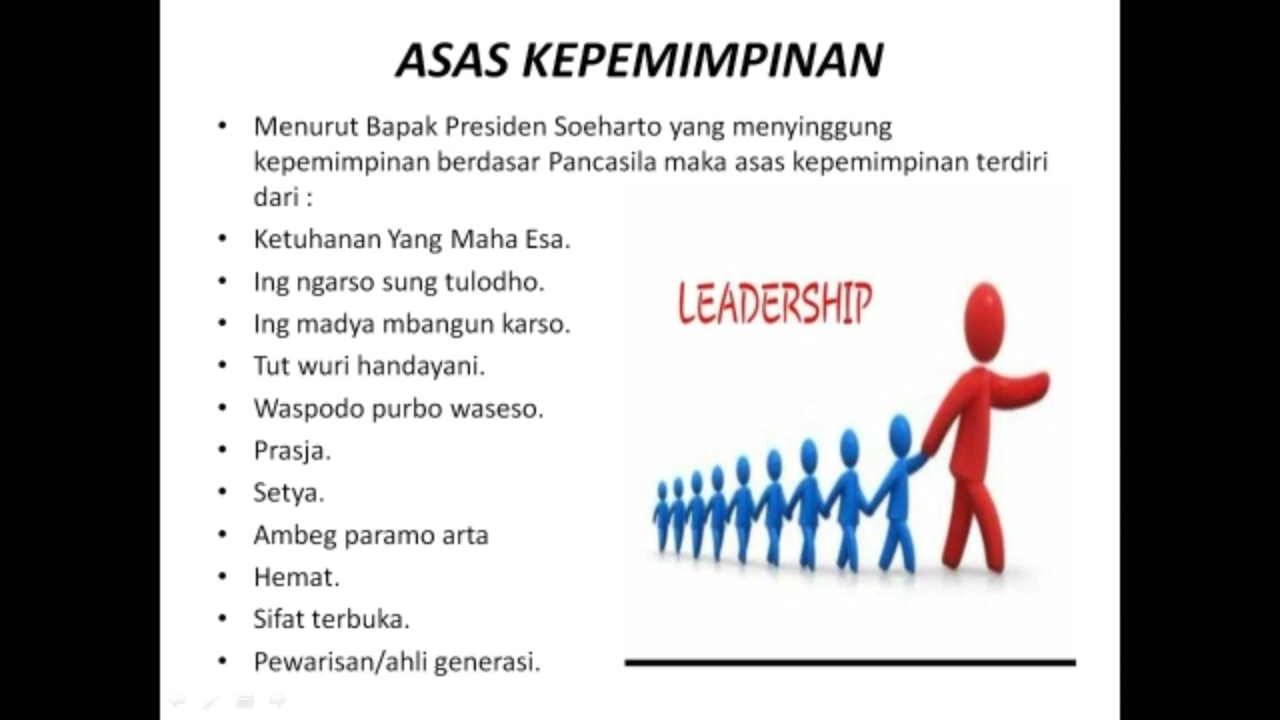 ASAS KEPEMIMPINAN
• Menurut Bapak Presiden Soeharto yang menyinggung
kepemimpinan berdasar Pancasila maka asas kepemimpinan terdiri
dari :
• Ketuhanan Yang Maha Esa.
• Ing ngarso sung tulodho.
• Ing madya mbangun karso.
• Tut wuri handayani.
• Waspodo purbo waseso.
• Prasja.
• Setya.
• Ambeg paramo arta
• Hemat.
• Sifat terbuka.
• Pewarisan/ahli generasi.
LEADERSHIP